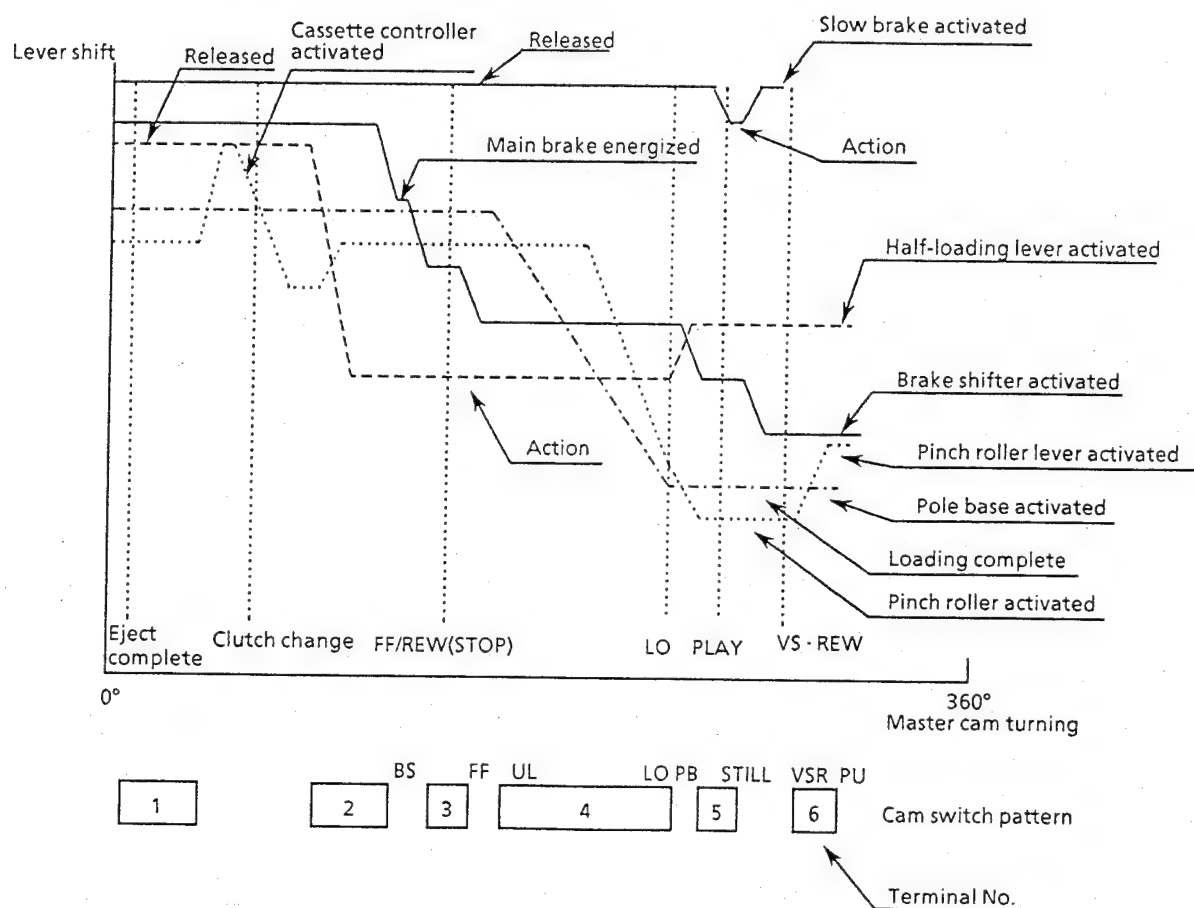 Slow brake activated
Cassette controller
activated
Lever shift
Released
Released
Main brake energized
Action
Half-loading lever activated
Brake shifter activated
Action
Pinch roller lever activated
Pole base activated
Loading complete
Pinch roller activated
Eject
complete
Clutch change
FF/REW(STOP)
LO
PLAY
VS · REW
0°
360°
Master cam turning
BS
FF
UL
LO
PB
STILL
VSR
PU
1
2
3
4
5
6
Cam switch pattern
Terminal No.